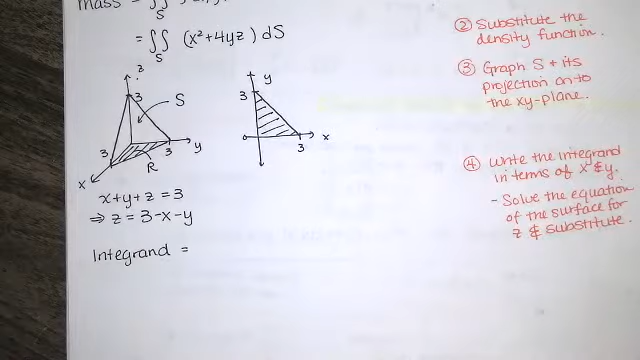 mass =
S
= ∬ (x² + 4yz) dS
S
② Substitute the
density function.
③ Graph S + its
projection onto
the xy-plane.
z
3
S
3
3
y
R
x
y
3
0
3
x
x+y+z = 3
⇒ z = 3-x-y
④ Write the integrand
in terms of x & y.
- Solve the equation
of the surface for
z & substitute.
Integrand =